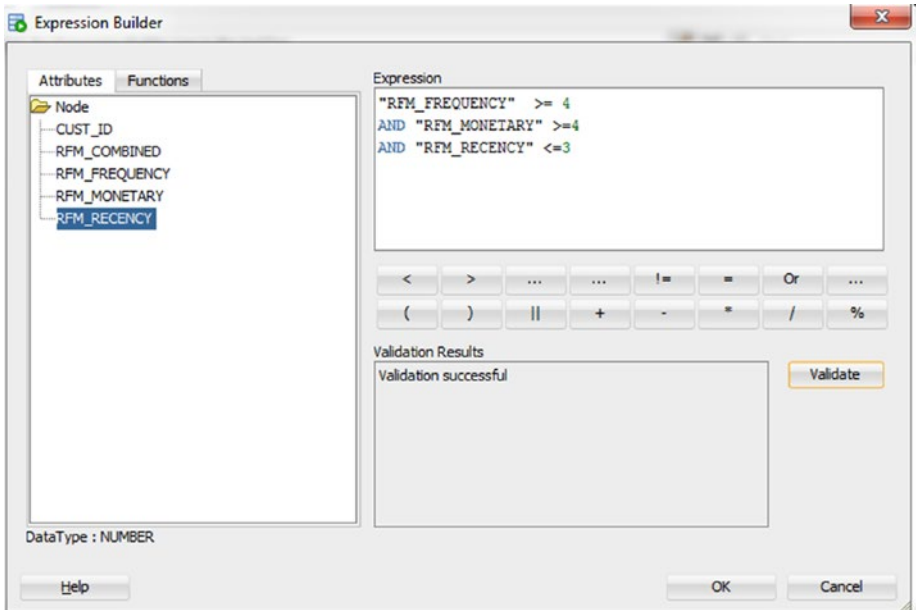 Expression Builder
x
Attributes Functions
Node
CUST_ID
RFM_COMBINED
RFM_FREQUENCY
RFM_MONETARY
RFM_RECENCY
DataType : NUMBER
Expression
"RFM_FREQUENCY" >= 4
AND "RFM_MONETARY" >=4
AND "RFM_RECENCY" <=3
< > ... ... != = Or ...
( ) || + - * / %
Validation Results
Validation successful
Validate
Help OK Cancel